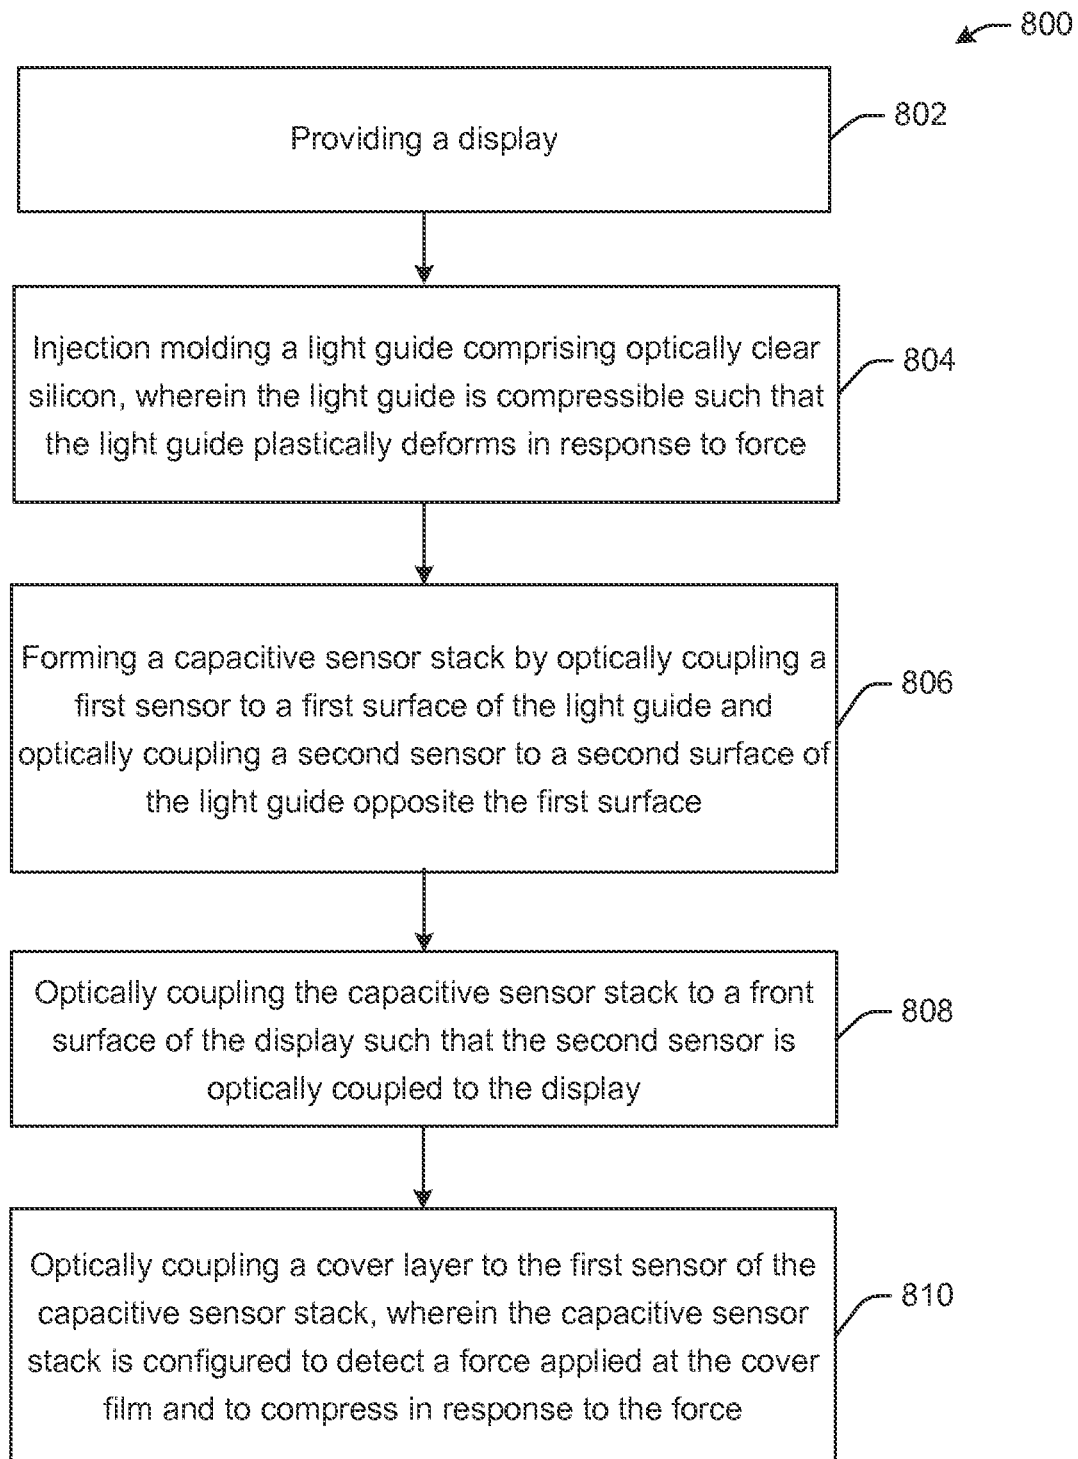 800
Providing a display
802
Injection molding a light guide comprising optically clear
silicon, wherein the light guide is compressible such that
the light guide plastically deforms in response to force
804
Forming a capacitive sensor stack by optically coupling a
first sensor to a first surface of the light guide and
optically coupling a second sensor to a second surface of
the light guide opposite the first surface
806
Optically coupling the capacitive sensor stack to a front
surface of the display such that the second sensor is
optically coupled to the display
808
Optically coupling a cover layer to the first sensor of the
capacitive sensor stack, wherein the capacitive sensor
stack is configured to detect a force applied at the cover
film and to compress in response to the force
810